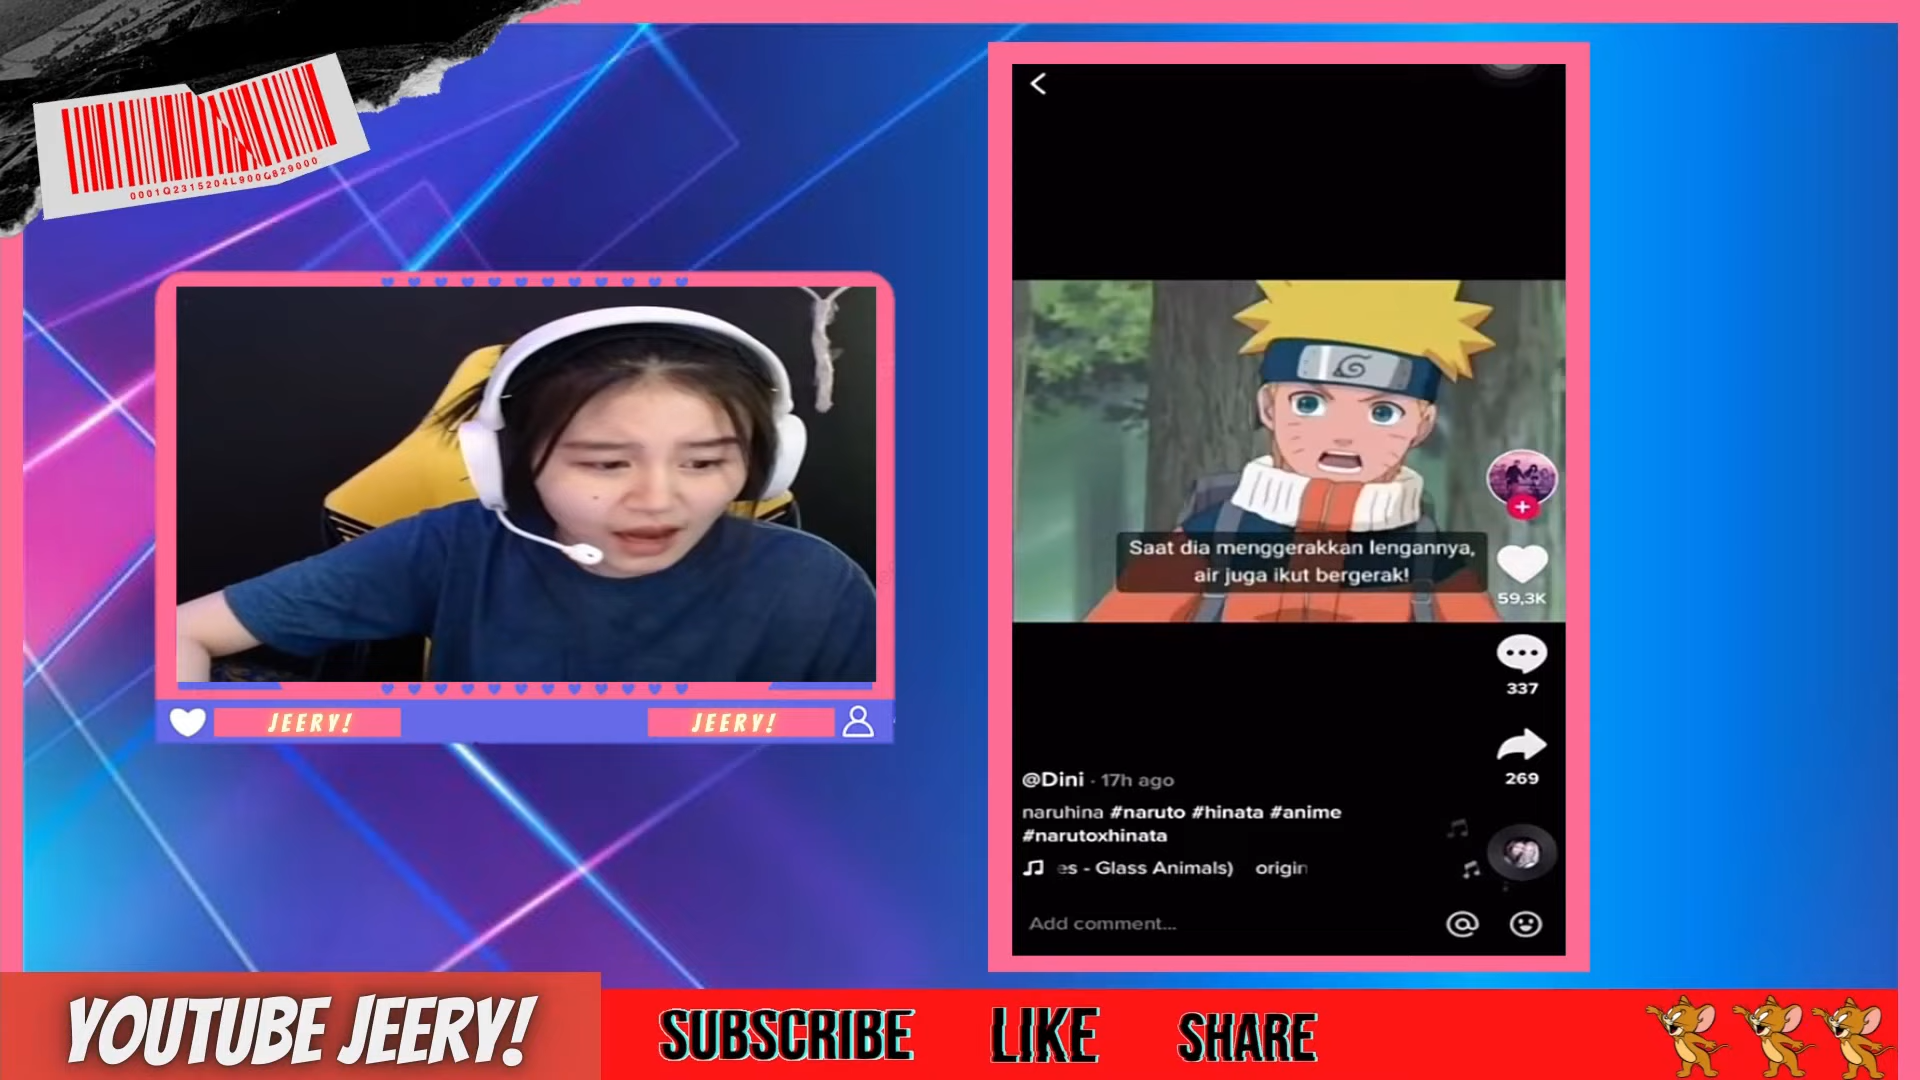 0001Q2315204L900Q829000
Saat dia menggerakkan lengannya,
air juga ikut bergerak!
59,3K
337
269
@Dini · 17h ago
naruhina #naruto #hinata #anime
#narutoxhinata
es - Glass Animals) origin
Add comment...
JEERY!
JEERY!
YOUTUBE JEERY!
SUBSCRIBE
LIKE
SHARE